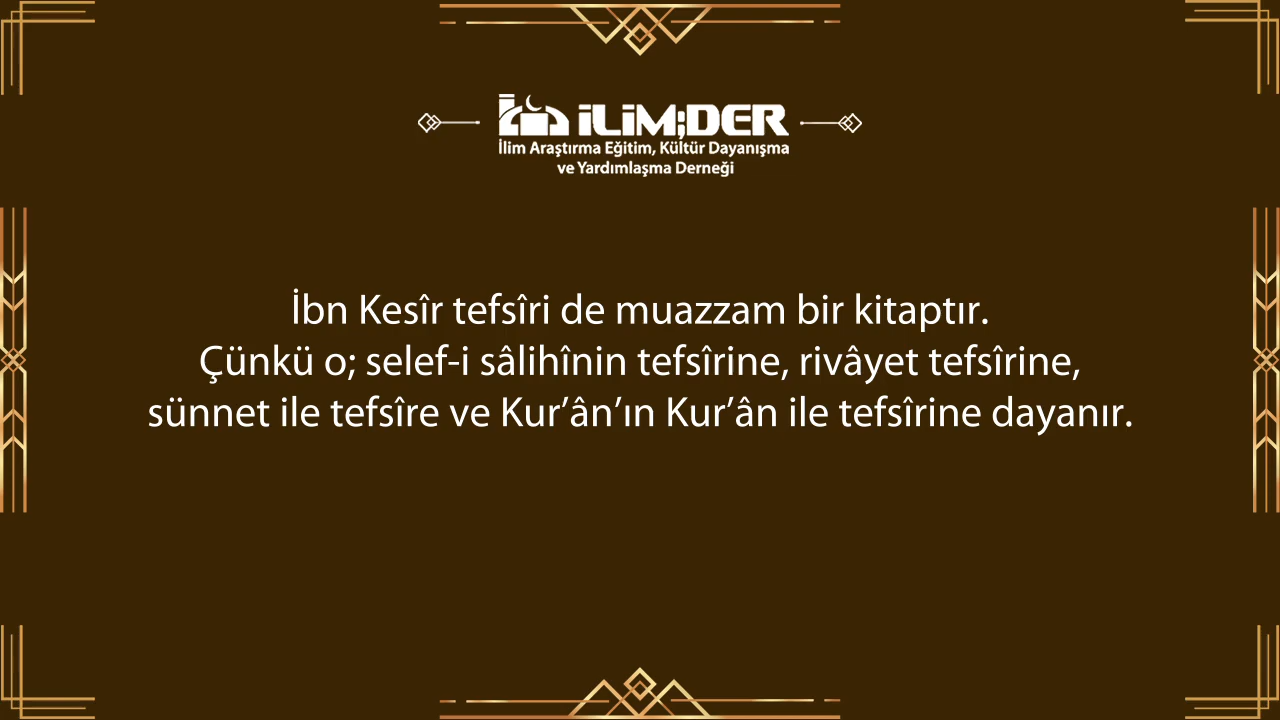 İLİM;DER
İlim Araştırma Eğitim, Kültür Dayanışma
ve Yardımlaşma Derneği
İbn Kesîr tefsîri de muazzam bir kitaptır.
Çünkü o; selef-i sâlihînin tefsîrine, rivâyet tefsîrine,
sünnet ile tefsîre ve Kur’ân’ın Kur’ân ile tefsîrine dayanır.